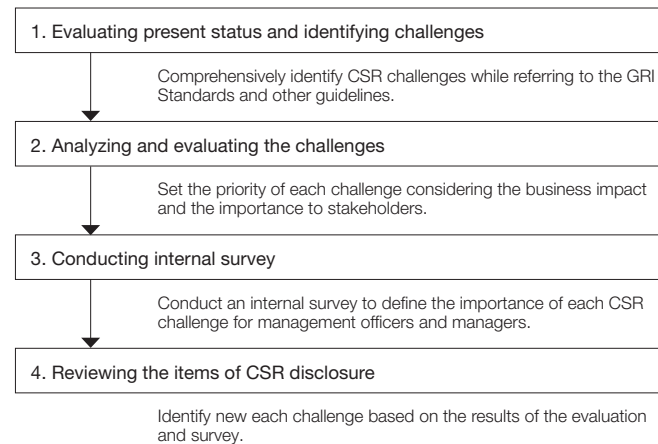 1. Evaluating present status and identifying challenges
Comprehensively identify CSR challenges while referring to the GRI
Standards and other guidelines.
2. Analyzing and evaluating the challenges
Set the priority of each challenge considering the business impact
and the importance to stakeholders.
3. Conducting internal survey
Conduct an internal survey to define the importance of each CSR
challenge for management officers and managers.
4. Reviewing the items of CSR disclosure
Identify new each challenge based on the results of the evaluation
and survey.